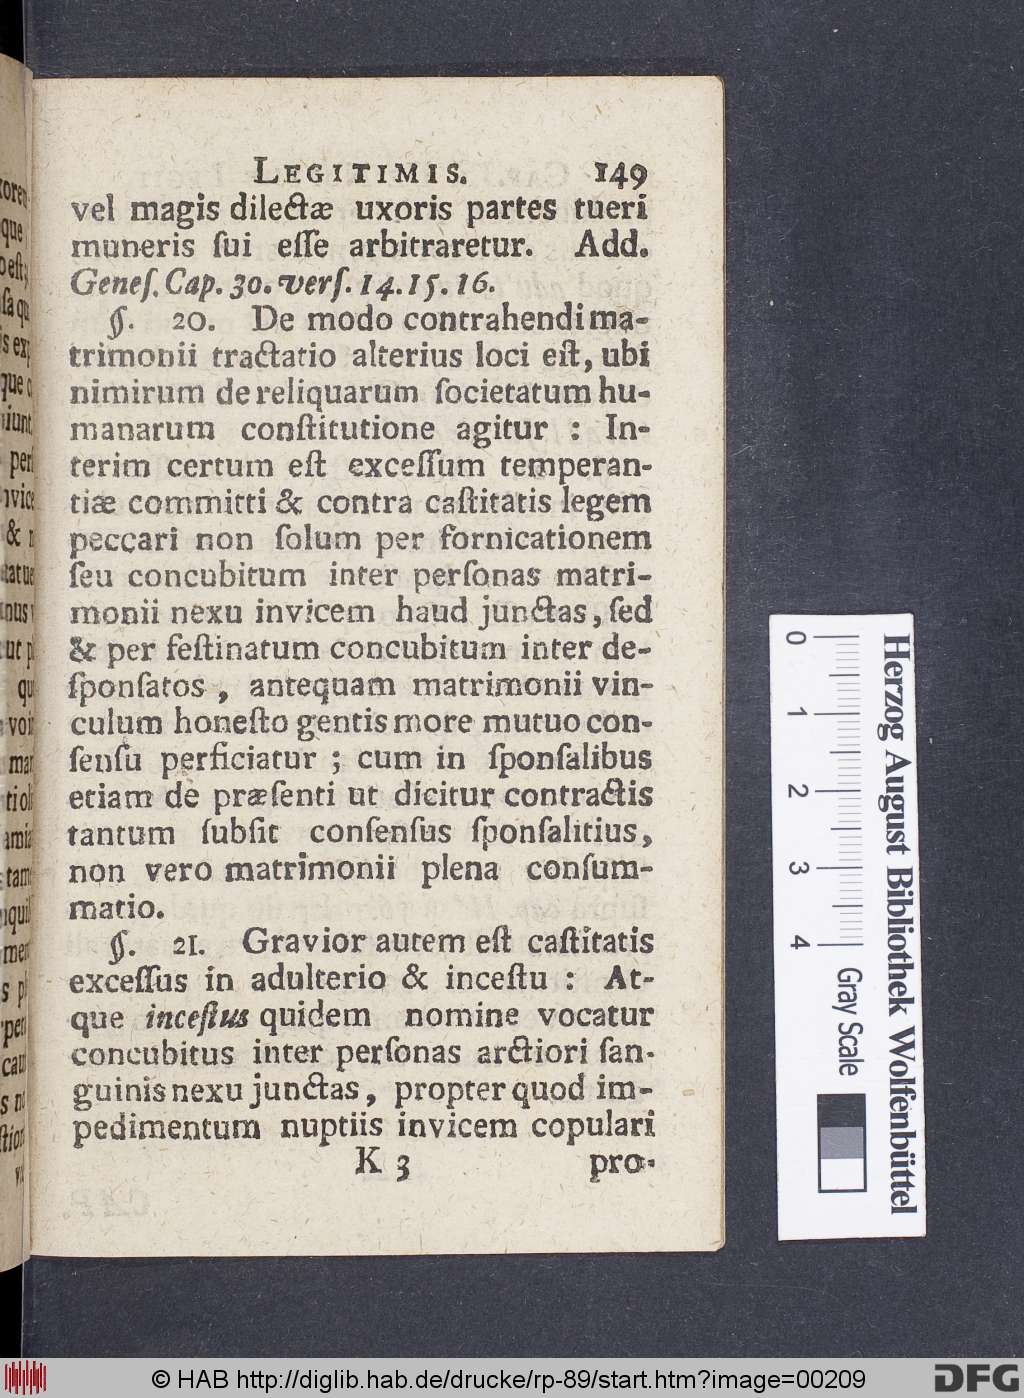 LEGITIMIS. 149
vel magis dilectæ uxoris partes tueri
muneris ſui eſſe arbitraretur. Add.
Geneſ. Cap. 30. verſ. 14. 15. 16.
§. 20. De modo contrahendi ma-
trimonii tractatio alterius loci eſt, ubi
nimirum de reliquarum ſocietatum hu-
manarum conſtitutione agitur : In-
terim certum eſt exceſſum temperan-
tiæ committi & contra caſtitatis legem
peccari non ſolum per fornicationem
ſeu concubitum inter perſonas matri-
monii nexu invicem haud junctas, ſed
& per feſtinatum concubitum inter de-
ſponſatos , antequam matrimonii vin-
culum honeſto gentis more mutuo con-
ſenſu perficiatur ; cum in ſponſalibus
etiam de præſenti ut dicitur contractis
tantum ſubſit conſenſus ſponſalitius,
non vero matrimonii plena conſum-
matio.
§. 21. Gravior autem eſt caſtitatis
exceſſus in adulterio & inceſtu : At-
que inceſtus quidem nomine vocatur
concubitus inter perſonas arctiori ſan-
guinis nexu junctas, propter quod im-
pedimentum nuptiis invicem copulari
K 3 pro-
0 1 2 3 4
Gray Scale
Herzog August Bibliothek Wolfenbüttel
© HAB http://diglib.hab.de/drucke/rp-89/start.htm?image=00209
DFG